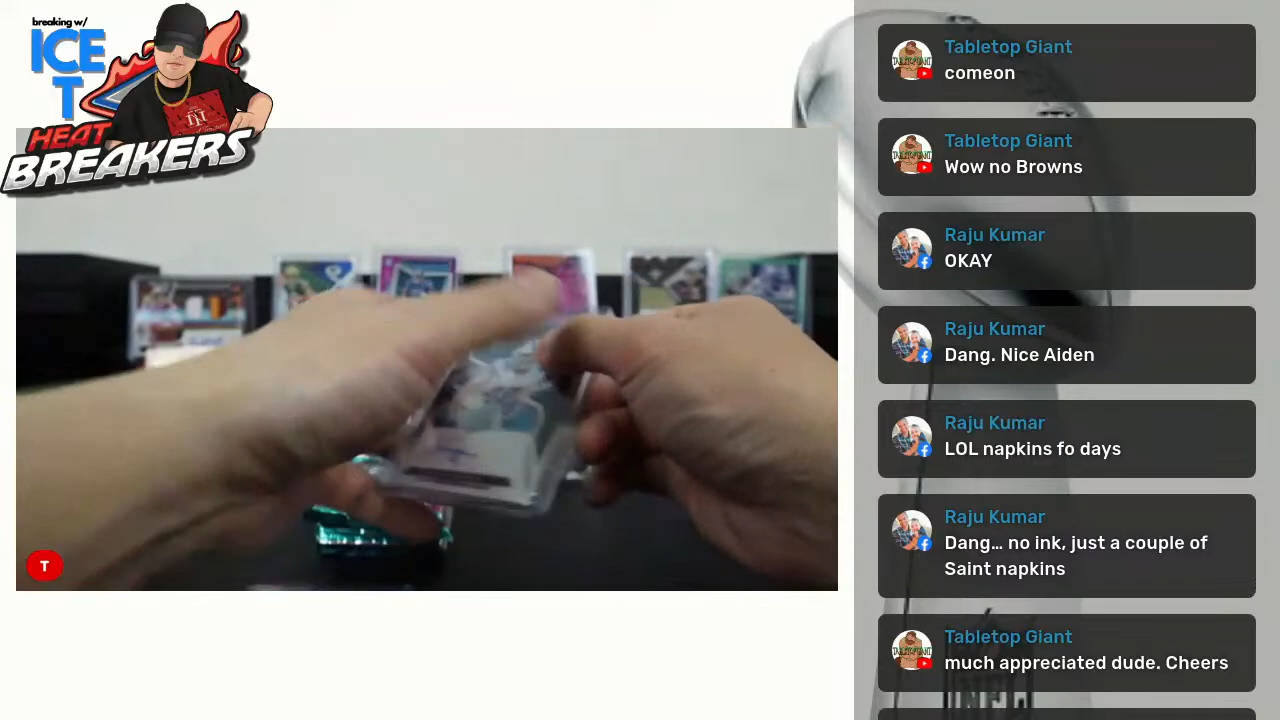 breaking w/
ICE
T
HEAT
BREAKERS
T
Tabletop Giant
comeon
Tabletop Giant
Wow no Browns
Raju Kumar
OKAY
Raju Kumar
Dang. Nice Aiden
Raju Kumar
LOL napkins fo days
Raju Kumar
Dang... no ink, just a couple of
Saint napkins
Tabletop Giant
much appreciated dude. Cheers
NFL